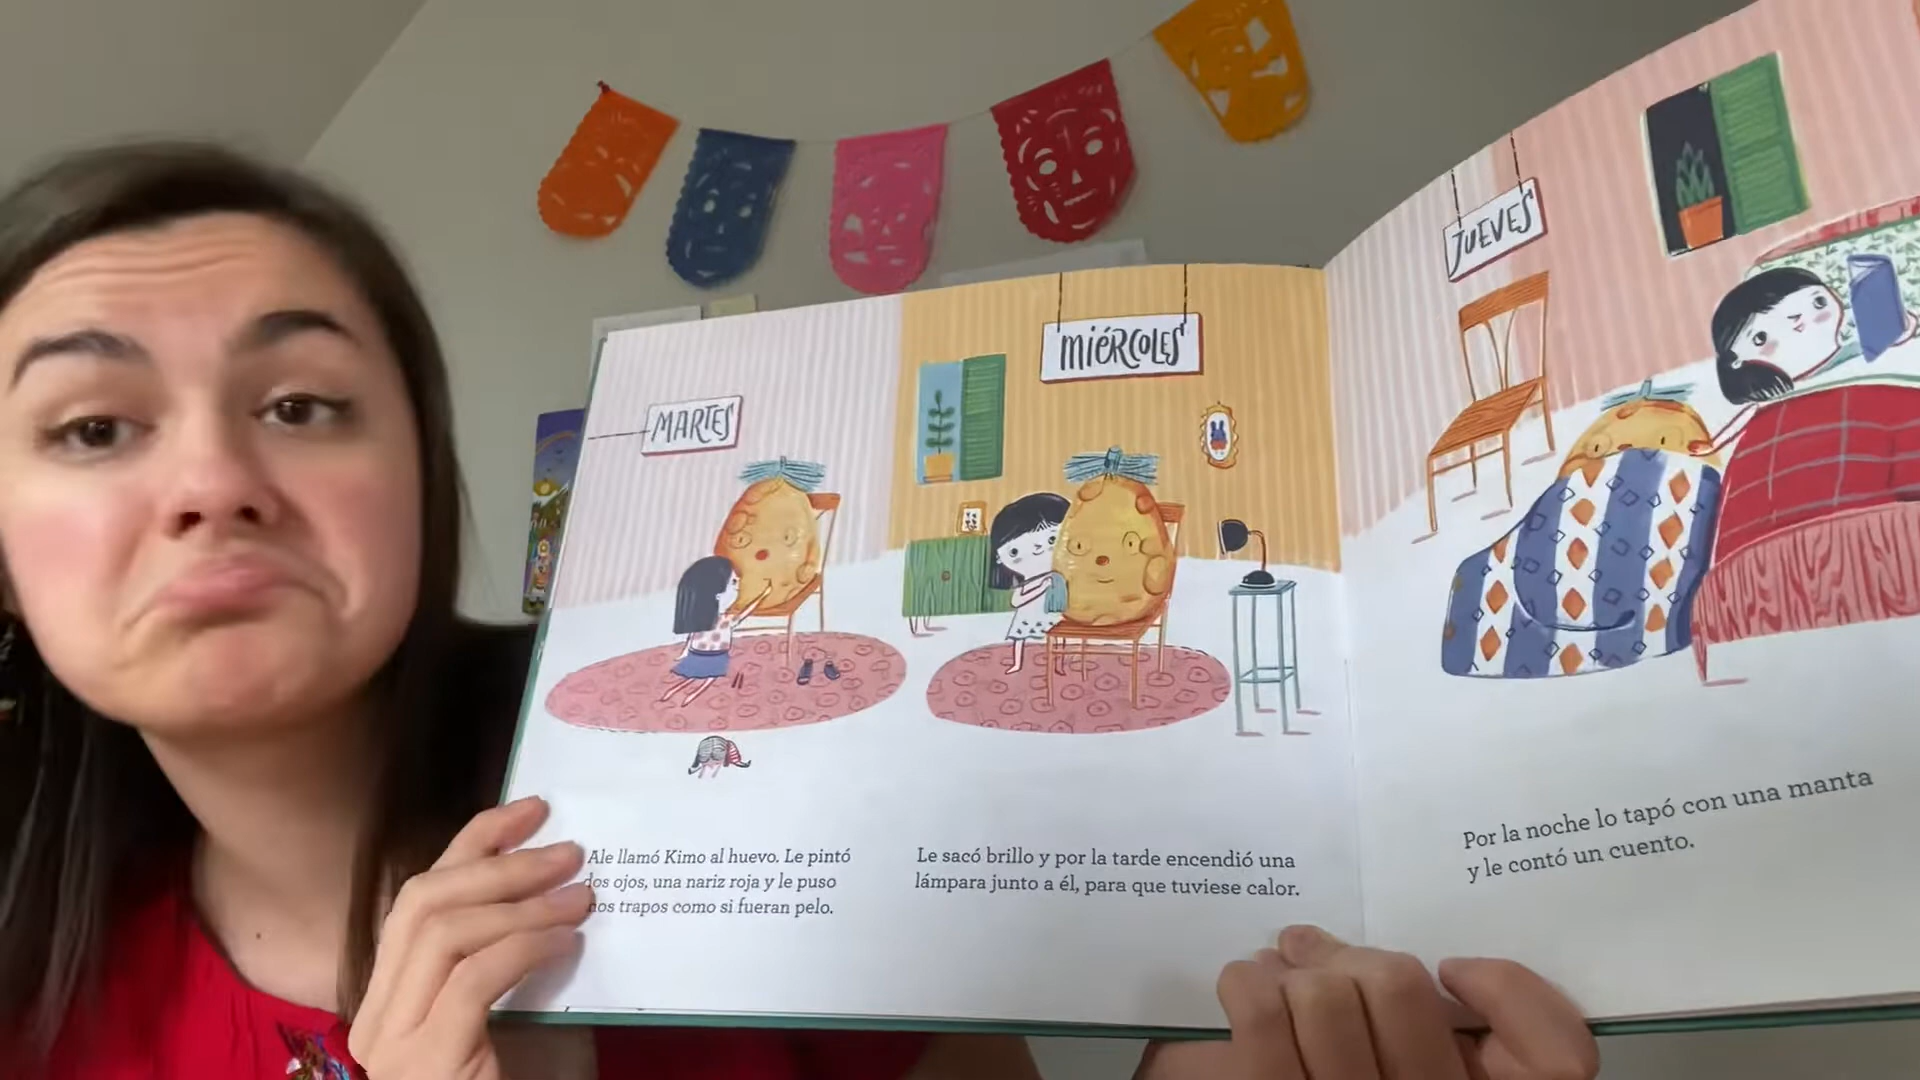 MARTES
Ale llamó Kimo al huevo. Le pintó
dos ojos, una nariz roja y le puso
nos trapos como si fueran pelo.
MIÉRCOLES
Le sacó brillo y por la tarde encendió una
lámpara junto a él, para que tuviese calor.
JUEVES
Por la noche lo tapó con una manta
y le contó un cuento.